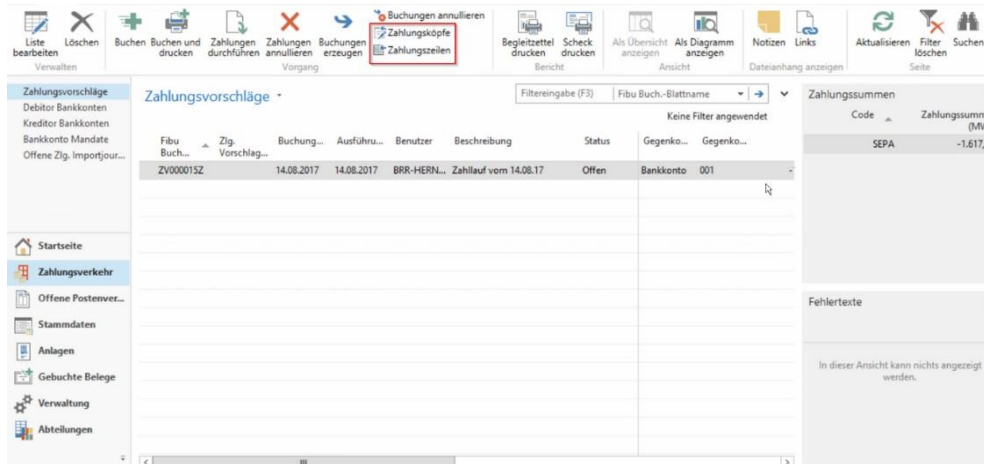 Liste bearbeiten
Löschen
Verwalten
Buchen
Buchen und drucken
Zahlungen durchführen
Zahlungen annullieren
Buchungen erzeugen
Buchungen annullieren
Zahlungsköpfe
Zahlungszeilen
Vorgang
Begleitzettel drucken
Scheck drucken
Bericht
Als Übersicht anzeigen
Als Diagramm anzeigen
Ansicht
Notizen
Links
Dateianhang anzeigen
Aktualisieren
Filter löschen
Suchen
Seite
Zahlungsvorschläge
Debitor Bankkonten
Kreditor Bankkonten
Bankkonto Mandate
Offene Zlg. Importjour...
Startseite
Zahlungsverkehr
Offene Postenver...
Stammdaten
Anlagen
Gebuchte Belege
Verwaltung
Abteilungen
Zahlungsvorschläge
Filtereingabe (F3)
Fibu Buch.-Blattname
Keine Filter angewendet
Fibu Buch... Zlg. Vorschlag... Buchung... Ausführu... Benutzer Beschreibung Status Gegenko... Gegenko...
ZV000015Z 14.08.2017 14.08.2017 BRR-HERN... Zahllauf vom 14.08.17 Offen Bankkonto 001 -
Zahlungssummen
Code Zahlungssumm (MW
SEPA -1.617,
Fehlertexte
In dieser Ansicht kann nichts angezeigt
werden.